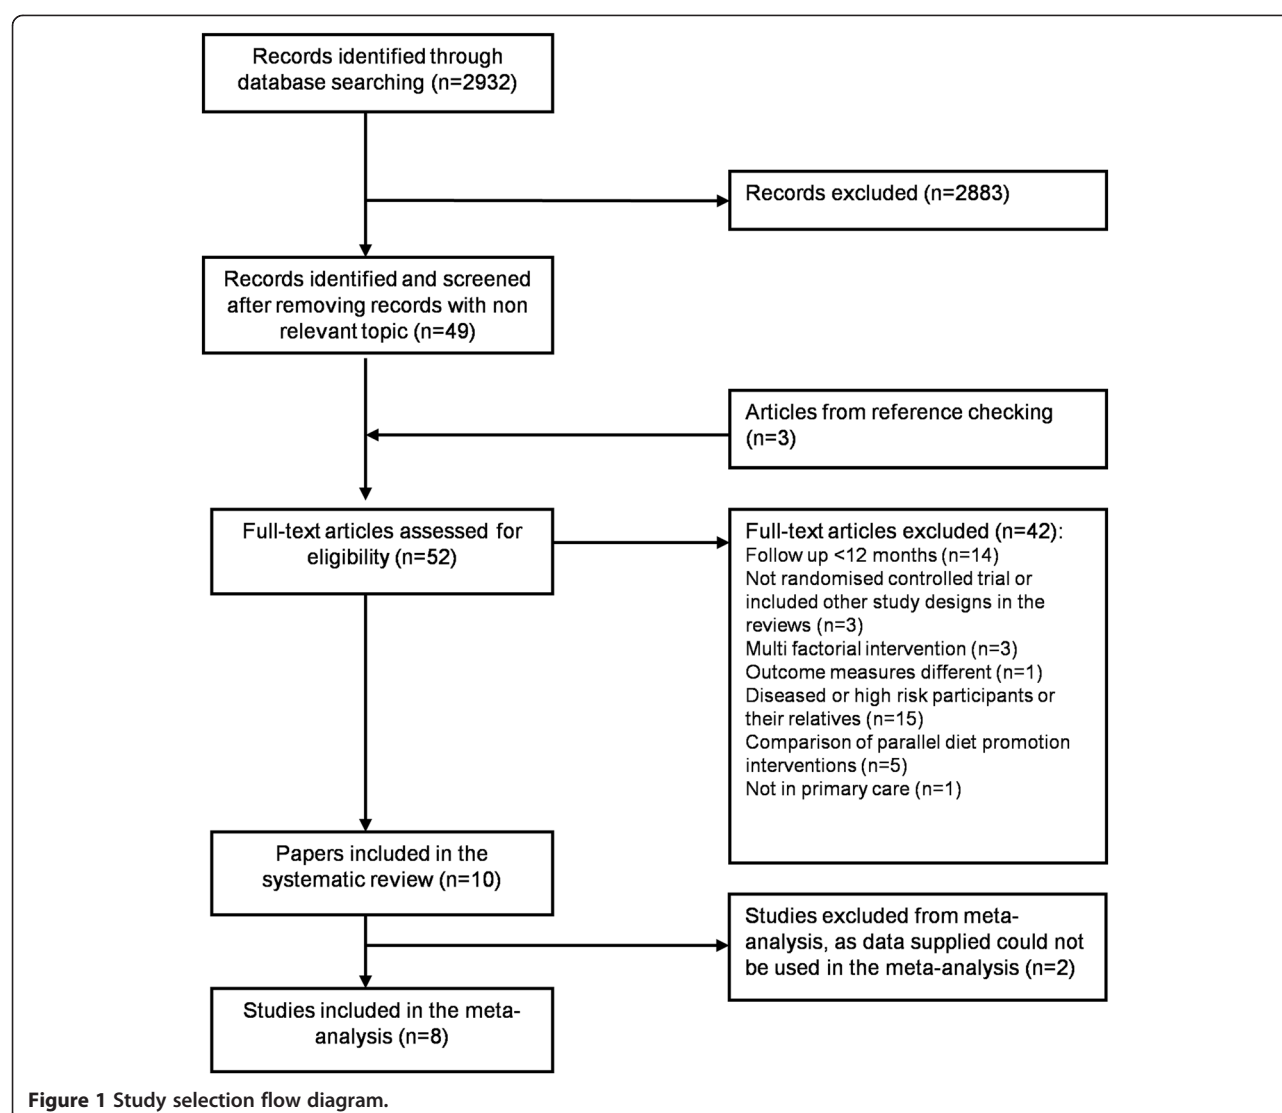 Records identified through
database searching (n=2932)
Records excluded (n=2883)
Records identified and screened
after removing records with non
relevant topic (n=49)
Articles from reference checking
(n=3)
Full-text articles assessed for
eligibility (n=52)
Full-text articles excluded (n=42):
Follow up <12 months (n=14)
Not randomised controlled trial or
included other study designs in the
reviews (n=3)
Multi factorial intervention (n=3)
Outcome measures different (n=1)
Diseased or high risk participants or
their relatives (n=15)
Comparison of parallel diet promotion
interventions (n=5)
Not in primary care (n=1)
Papers included in the
systematic review (n=10)
Studies excluded from meta-
analysis, as data supplied could not
be used in the meta-analysis (n=2)
Studies included in the meta-
analysis (n=8)
Figure 1 Study selection flow diagram.